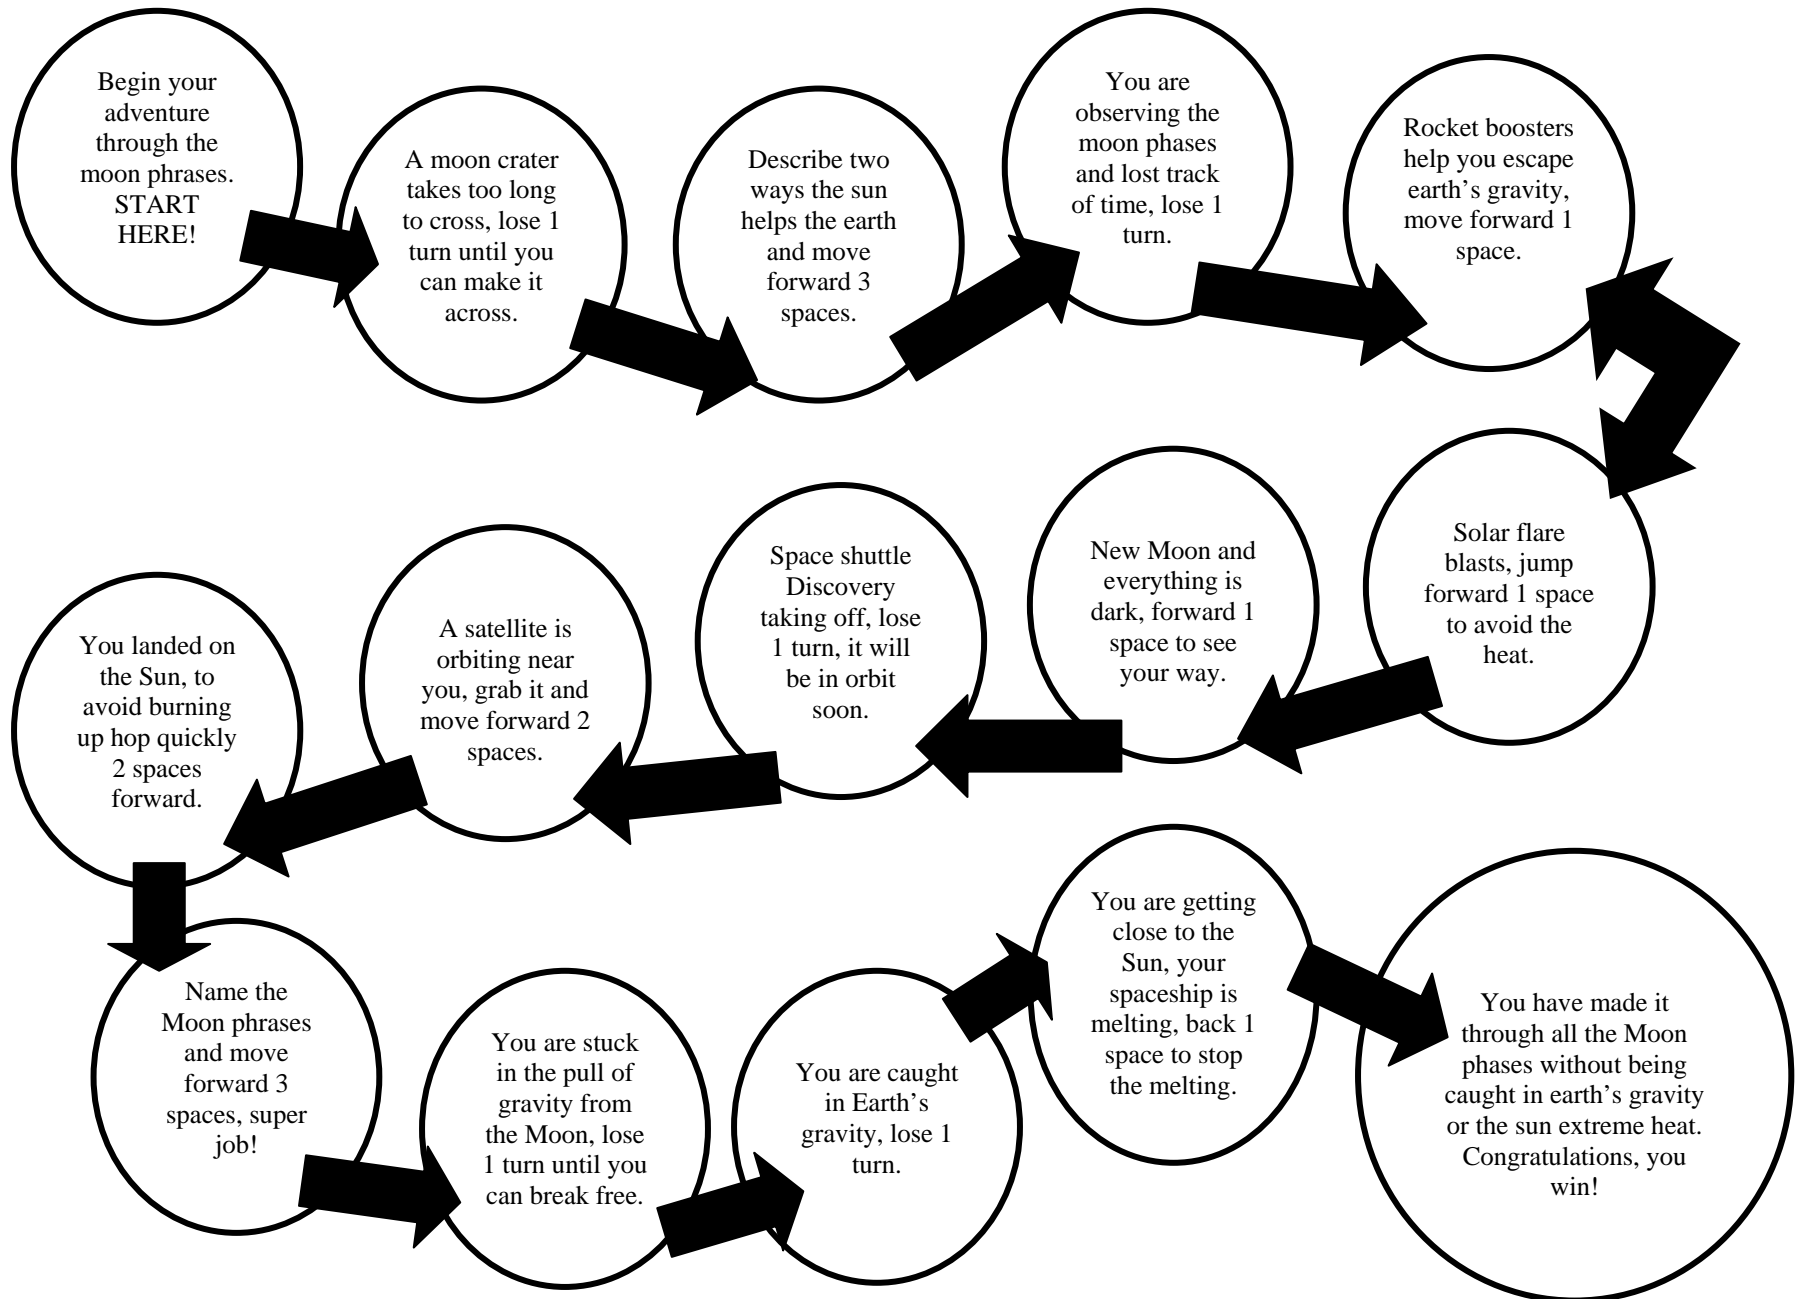 Begin your
adventure
through the
moon phrases.
START
HERE!
A moon crater
takes too long
to cross, lose 1
turn until you
can make it
across.
Describe two
ways the sun
helps the earth
and move
forward 3
spaces.
You are
observing the
moon phases
and lost track
of time, lose 1
turn.
Rocket boosters
help you escape
earth’s gravity,
move forward 1
space.
Solar flare
blasts, jump
forward 1 space
to avoid the
heat.
New Moon and
everything is
dark, forward 1
space to see
your way.
Space shuttle
Discovery
taking off, lose
1 turn, it will
be in orbit
soon.
A satellite is
orbiting near
you, grab it and
move forward 2
spaces.
You landed on
the Sun, to
avoid burning
up hop quickly
2 spaces
forward.
Name the
Moon phrases
and move
forward 3
spaces, super
job!
You are stuck
in the pull of
gravity from
the Moon, lose
1 turn until you
can break free.
You are caught
in Earth’s
gravity, lose 1
turn.
You are getting
close to the
Sun, your
spaceship is
melting, back 1
space to stop
the melting.
You have made it
through all the Moon
phases without being
caught in earth’s gravity
or the sun extreme heat.
Congratulations, you
win!